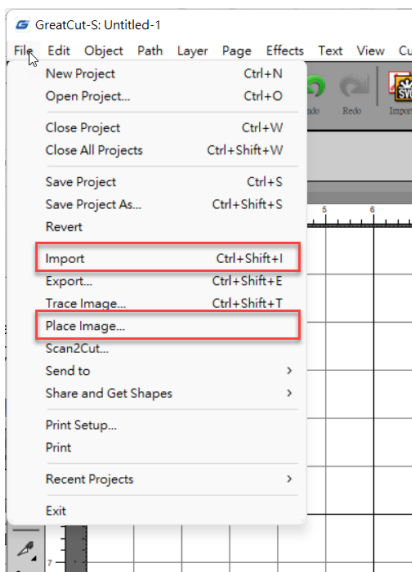 GreatCut-S: Untitled-1
File Edit Object Path Layer Page Effects Text View Cu
New Project Ctrl+N
Open Project... Ctrl+O
Close Project Ctrl+W
Close All Projects Ctrl+Shift+W
Save Project Ctrl+S
Save Project As... Ctrl+Shift+S
Revert
Import Ctrl+Shift+I
Export... Ctrl+Shift+E
Trace Image... Ctrl+Shift+T
Place Image...
Scan2Cut...
Send to
Share and Get Shapes
Print Setup...
Print
Recent Projects
Exit
ndo Redo Impor
5 6
7